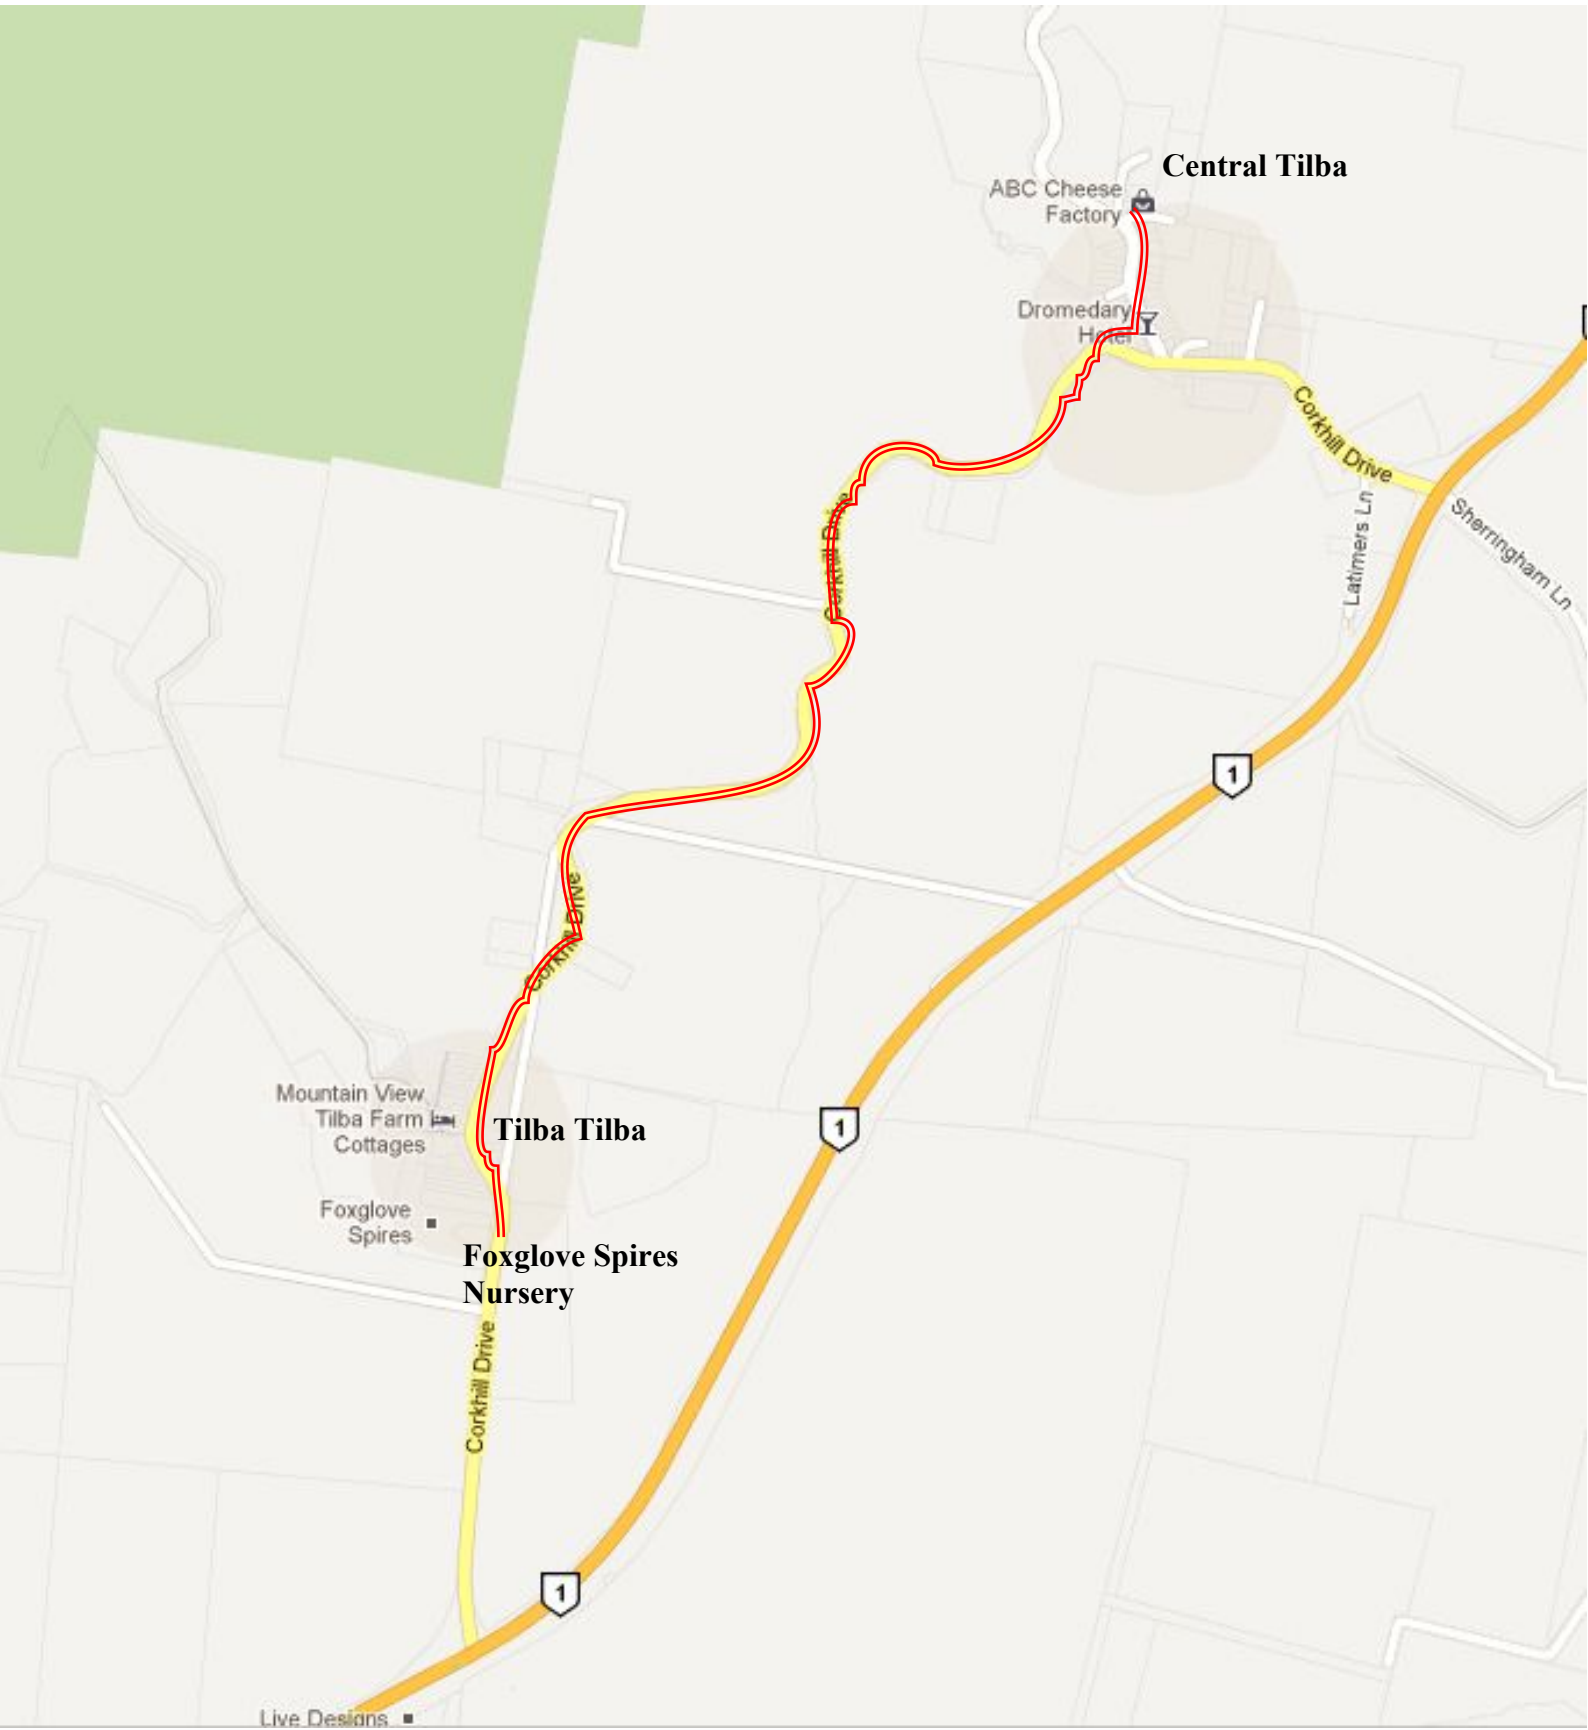 Central Tilba
ABC Cheese
Factory
Dromedary
Hotel
Corkhill Drive
Sherringham Ln
Latimers Ln
Corkhill Drive
1
Corkhill Drive
Mountain View
Tilba Farm
Cottages
Tilba Tilba
1
Foxglove
Spires
Foxglove Spires
Nursery
Corkhill Drive
1
Live Designs